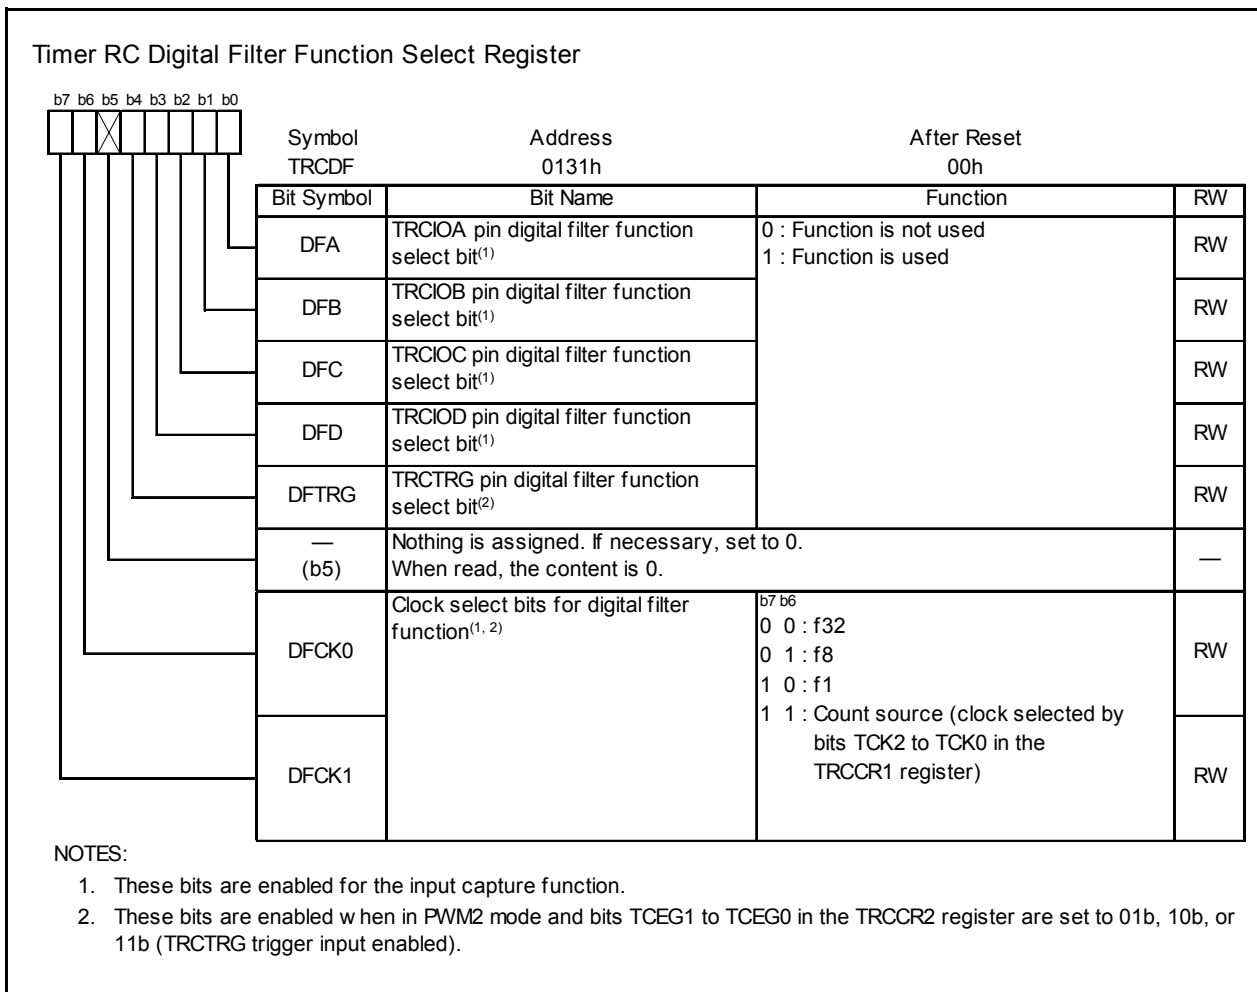 Timer RC Digital Filter Function Select Register
b7 b6 b5 b4 b3 b2 b1 b0
Symbol Address After Reset
TRCDF 0131h 00h
Bit Symbol Bit Name Function RW
DFA
TRCIOA pin digital filter function
select bit(1)
0 : Function is not used
1 : Function is used
RW
DFB
TRCIOB pin digital filter function
select bit(1)
RW
DFC
TRCIOC pin digital filter function
select bit(1)
RW
DFD
TRCIOD pin digital filter function
select bit(1)
RW
DFTRG
TRCTRG pin digital filter function
select bit(2)
RW
—
(b5)
Nothing is assigned. If necessary, set to 0.
When read, the content is 0.
—
DFCK0
Clock select bits for digital filter
function(1, 2)
b7 b6
0 0 : f32
0 1 : f8
1 0 : f1
1 1 : Count source (clock selected by
bits TCK2 to TCK0 in the
TRCCR1 register)
RW
DFCK1
RW
NOTES:
1. These bits are enabled for the input capture function.
2. These bits are enabled w hen in PWM2 mode and bits TCEG1 to TCEG0 in the TRCCR2 register are set to 01b, 10b, or
11b (TRCTRG trigger input enabled).